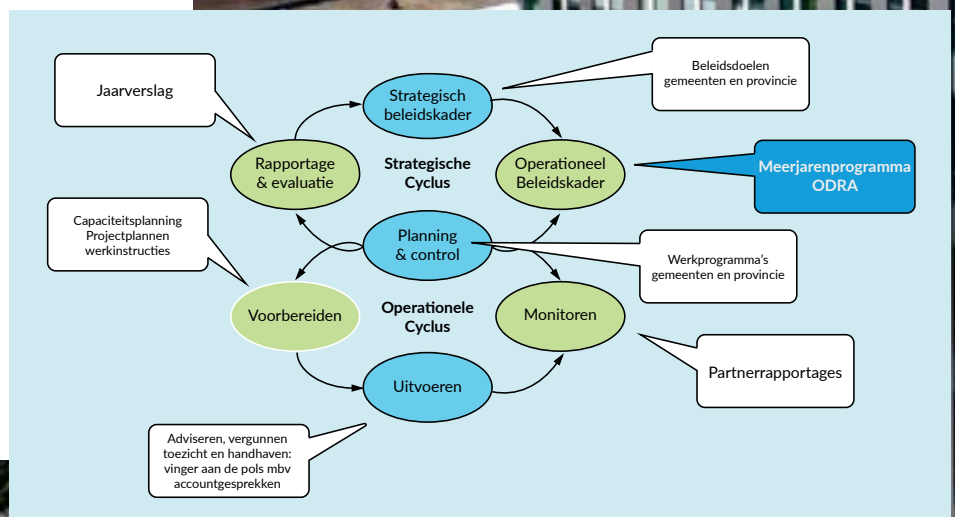 Jaarverslag
Strategisch
beleidskader
Beleidsdoelen
gemeenten en provincie
Rapportage
& evaluatie
Strategische
Cyclus
Operationeel
Beleidskader
Meerjarenprogramma
ODRA
Capaciteitsplanning
Projectplannen
werkinstructies
Planning
& control
Werkprogramma's
gemeenten en provincie
Voorbereiden
Operationele
Cyclus
Monitoren
Partnerrapportages
Uitvoeren
Adviseren, vergunnen
toezicht en handhaven:
vinger aan de pols mbv
accountgesprekken